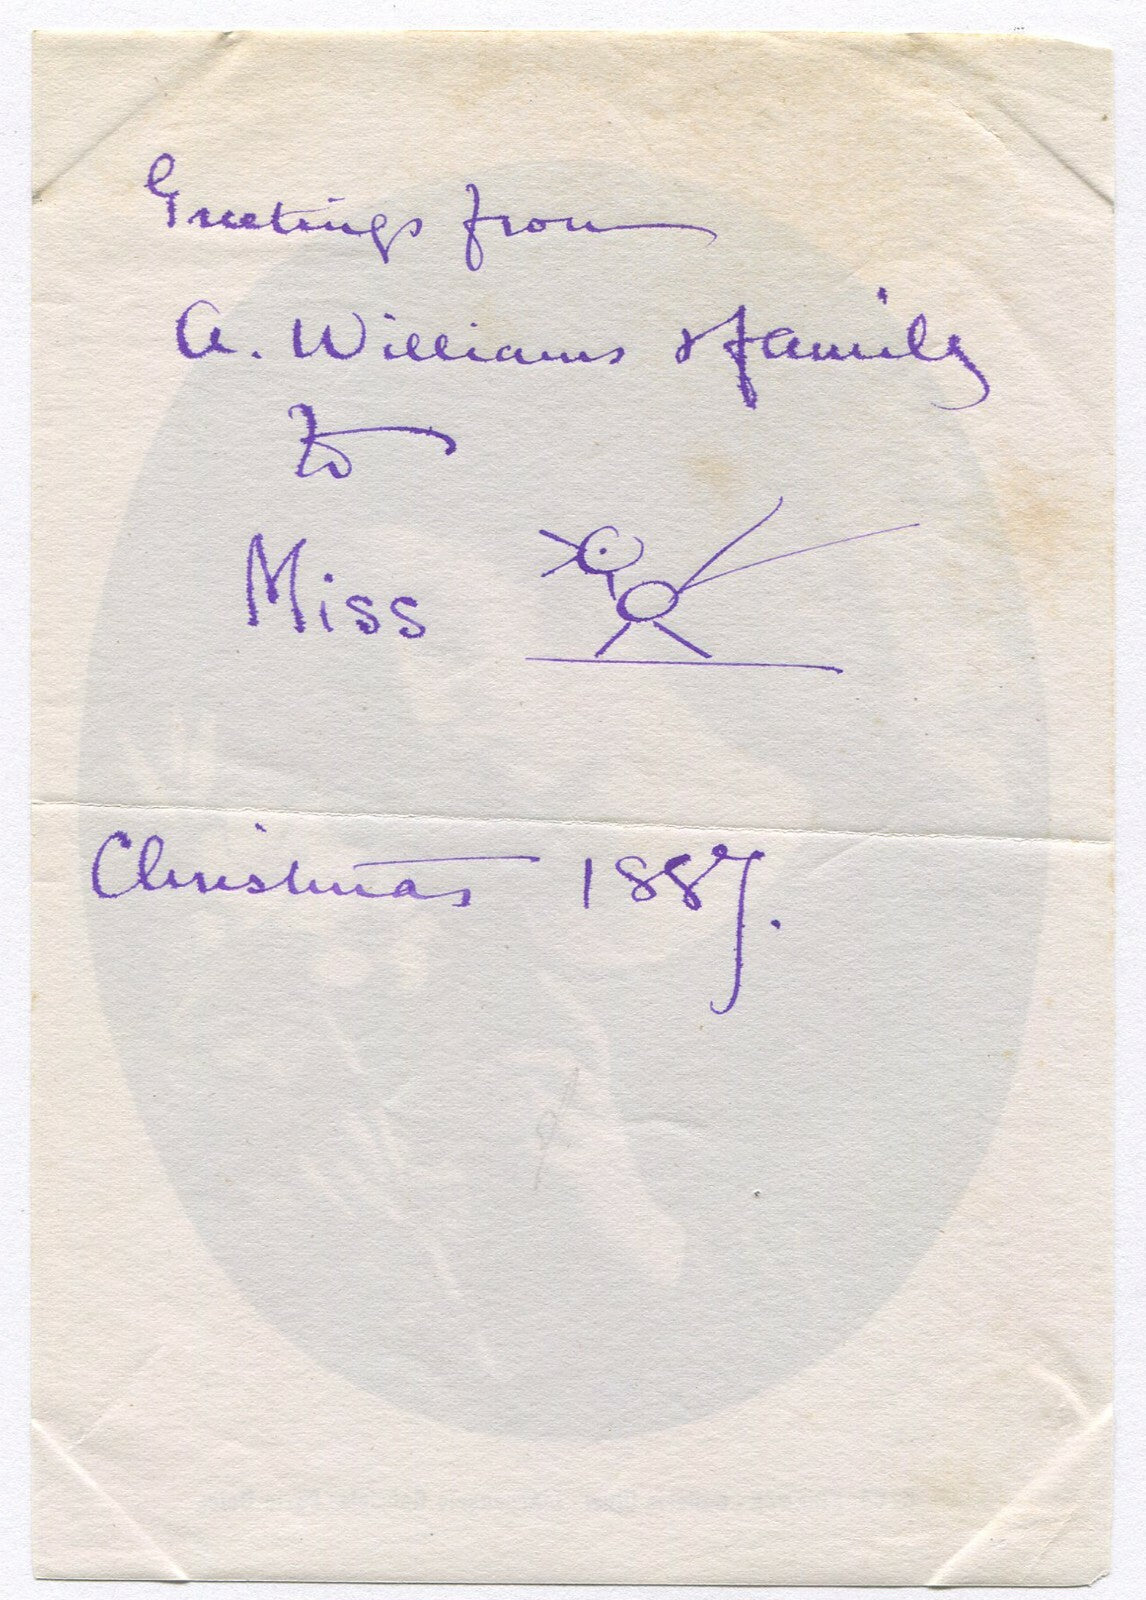 Greetings from
A. Williams & family
to
Miss
Christmas 1887.